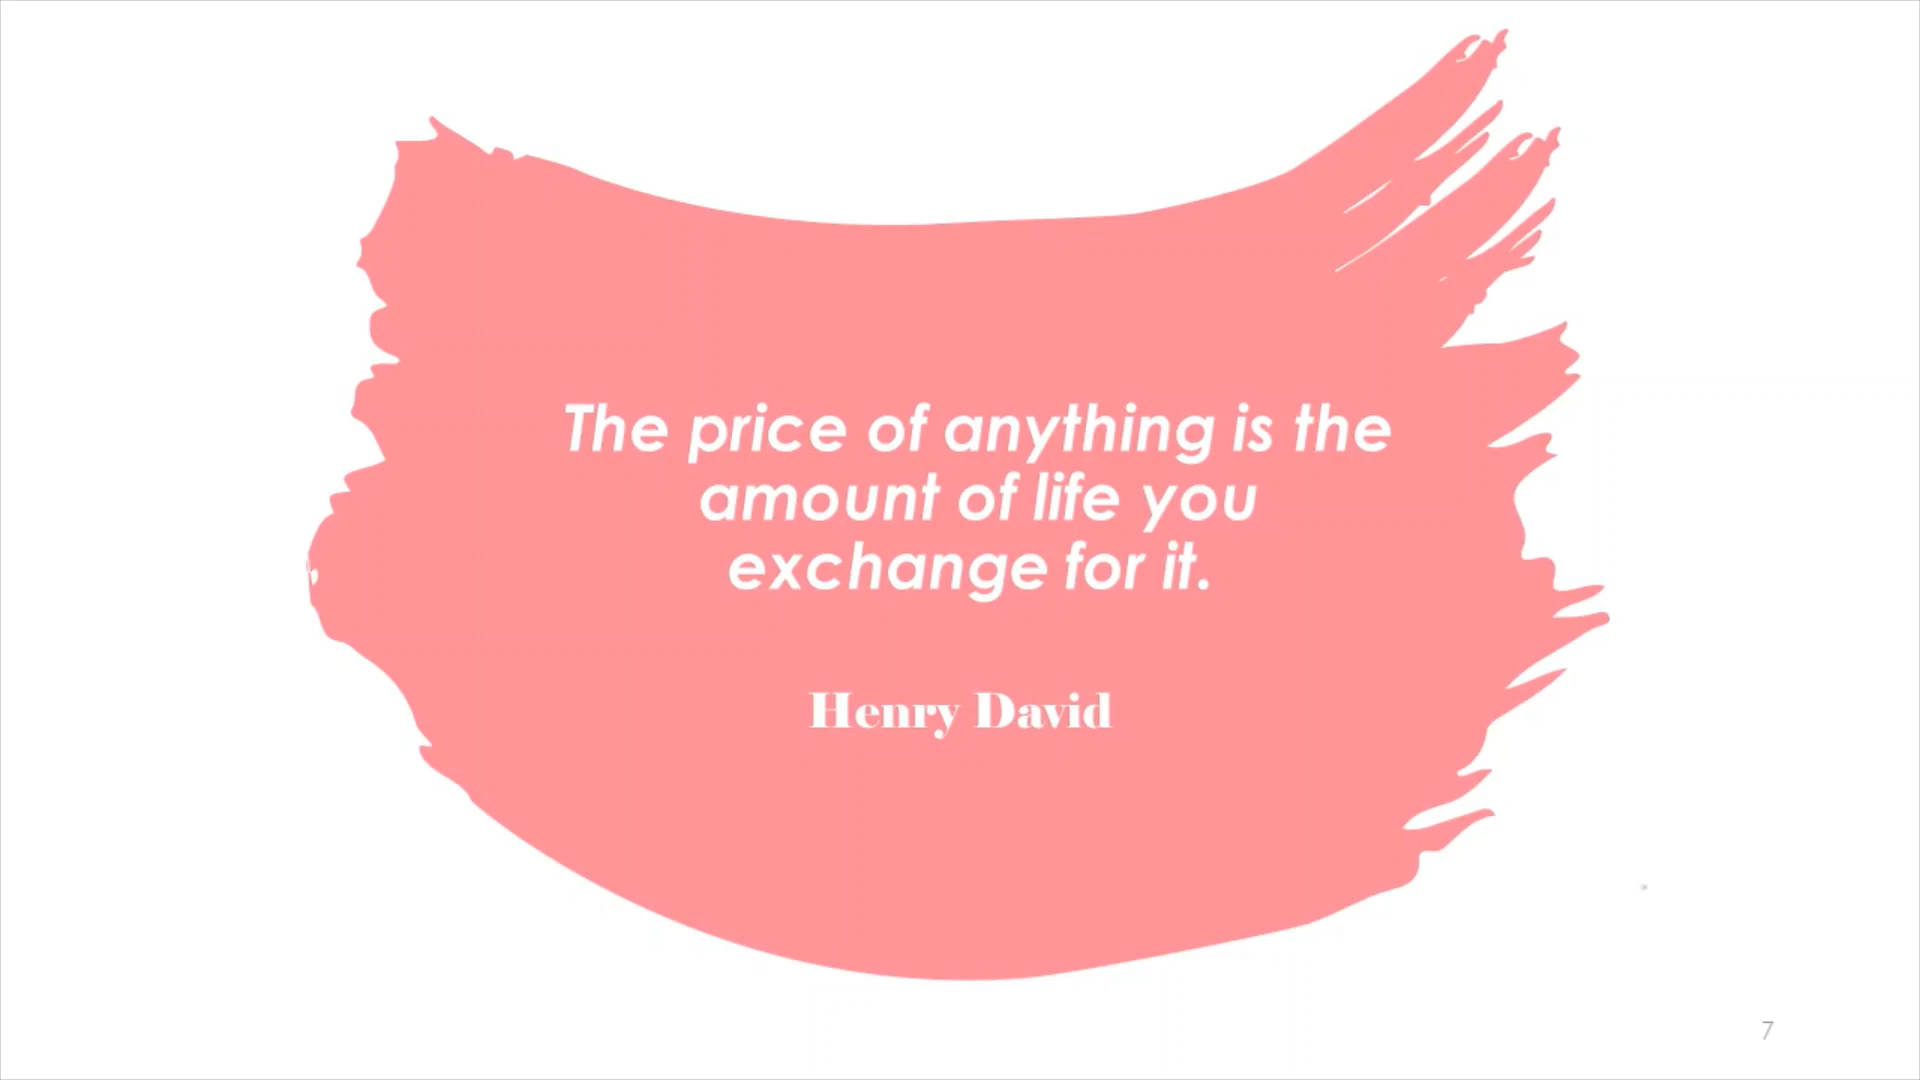 The price of anything is the
amount of life you
exchange for it.
Henry David
7